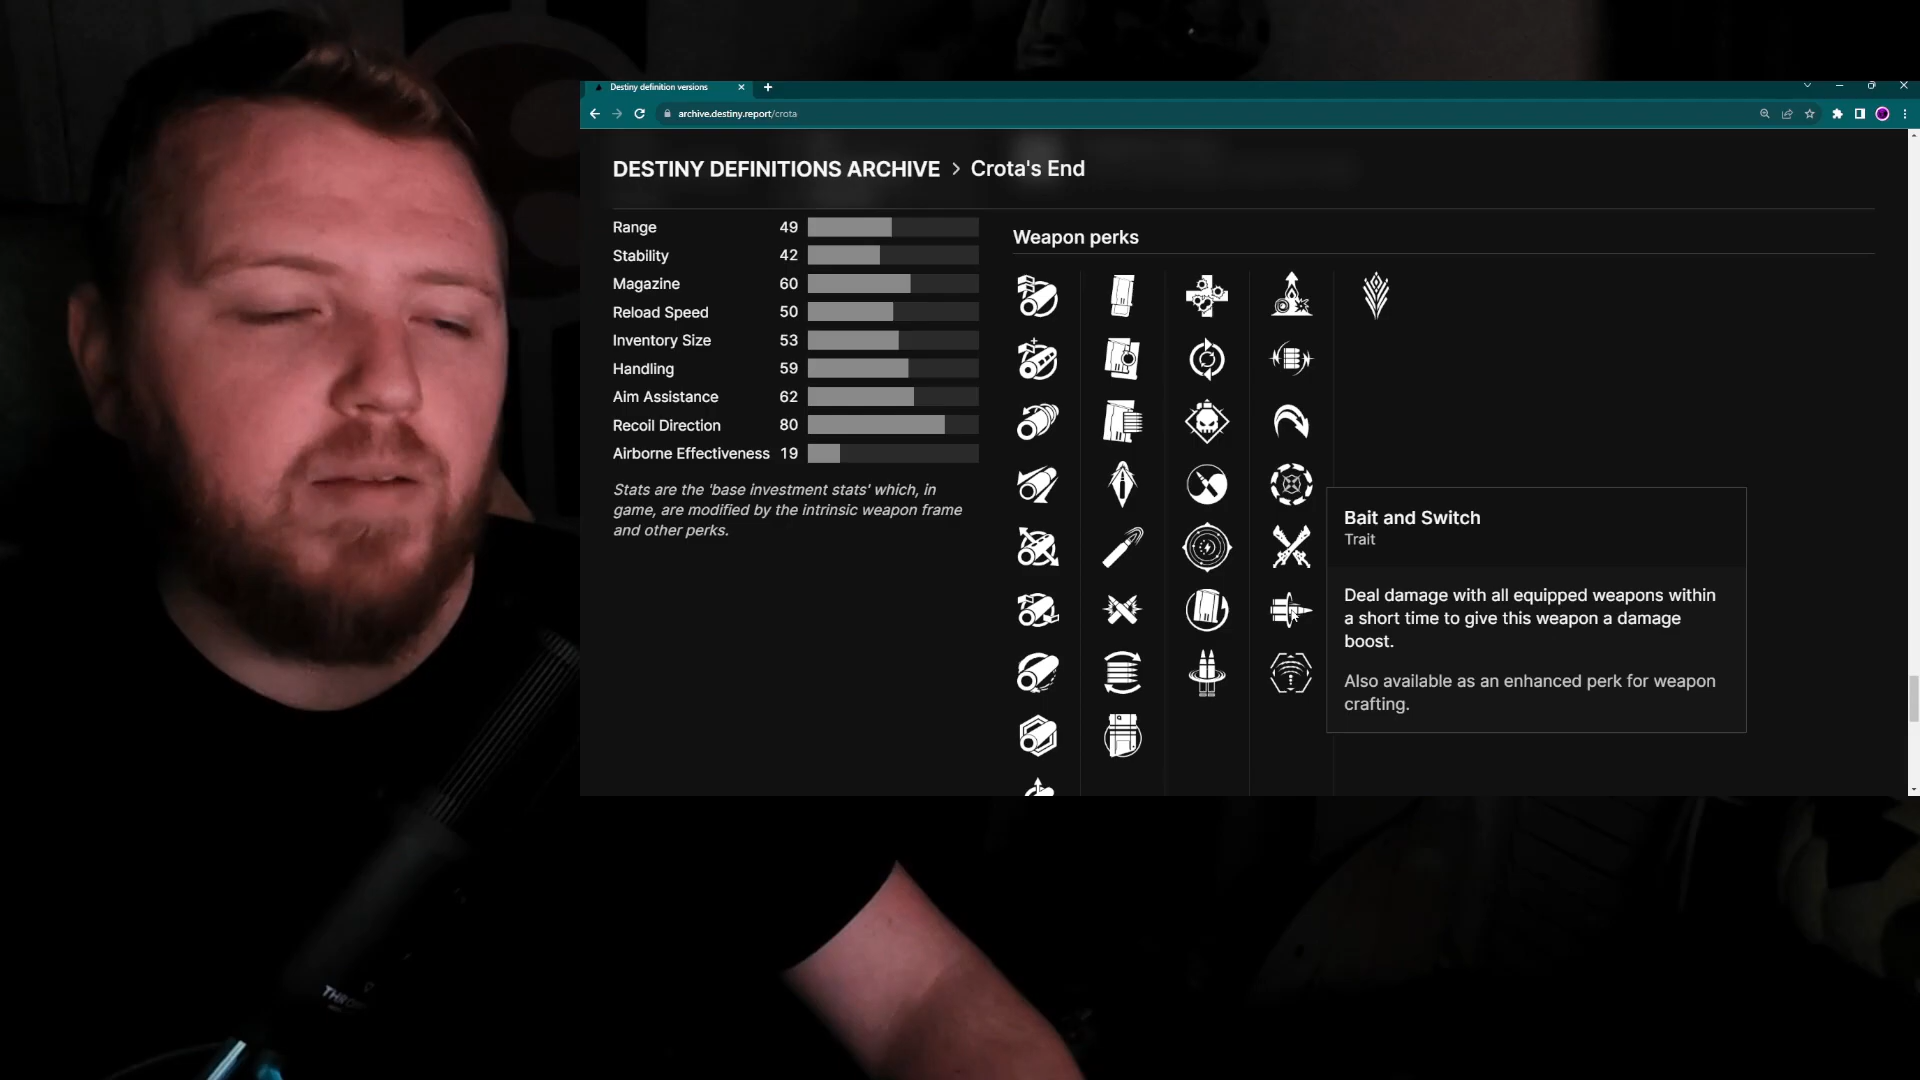 Destiny definition versions
archive.destiny.report/crota
DESTINY DEFINITIONS ARCHIVE > Crota's End
Range 49
Stability 42
Magazine 60
Reload Speed 50
Inventory Size 53
Handling 59
Aim Assistance 62
Recoil Direction 80
Airborne Effectiveness 19
Stats are the 'base investment stats' which, in
game, are modified by the intrinsic weapon frame
and other perks.
Weapon perks
Bait and Switch
Trait
Deal damage with all equipped weapons within
a short time to give this weapon a damage
boost.
Also available as an enhanced perk for weapon
crafting.